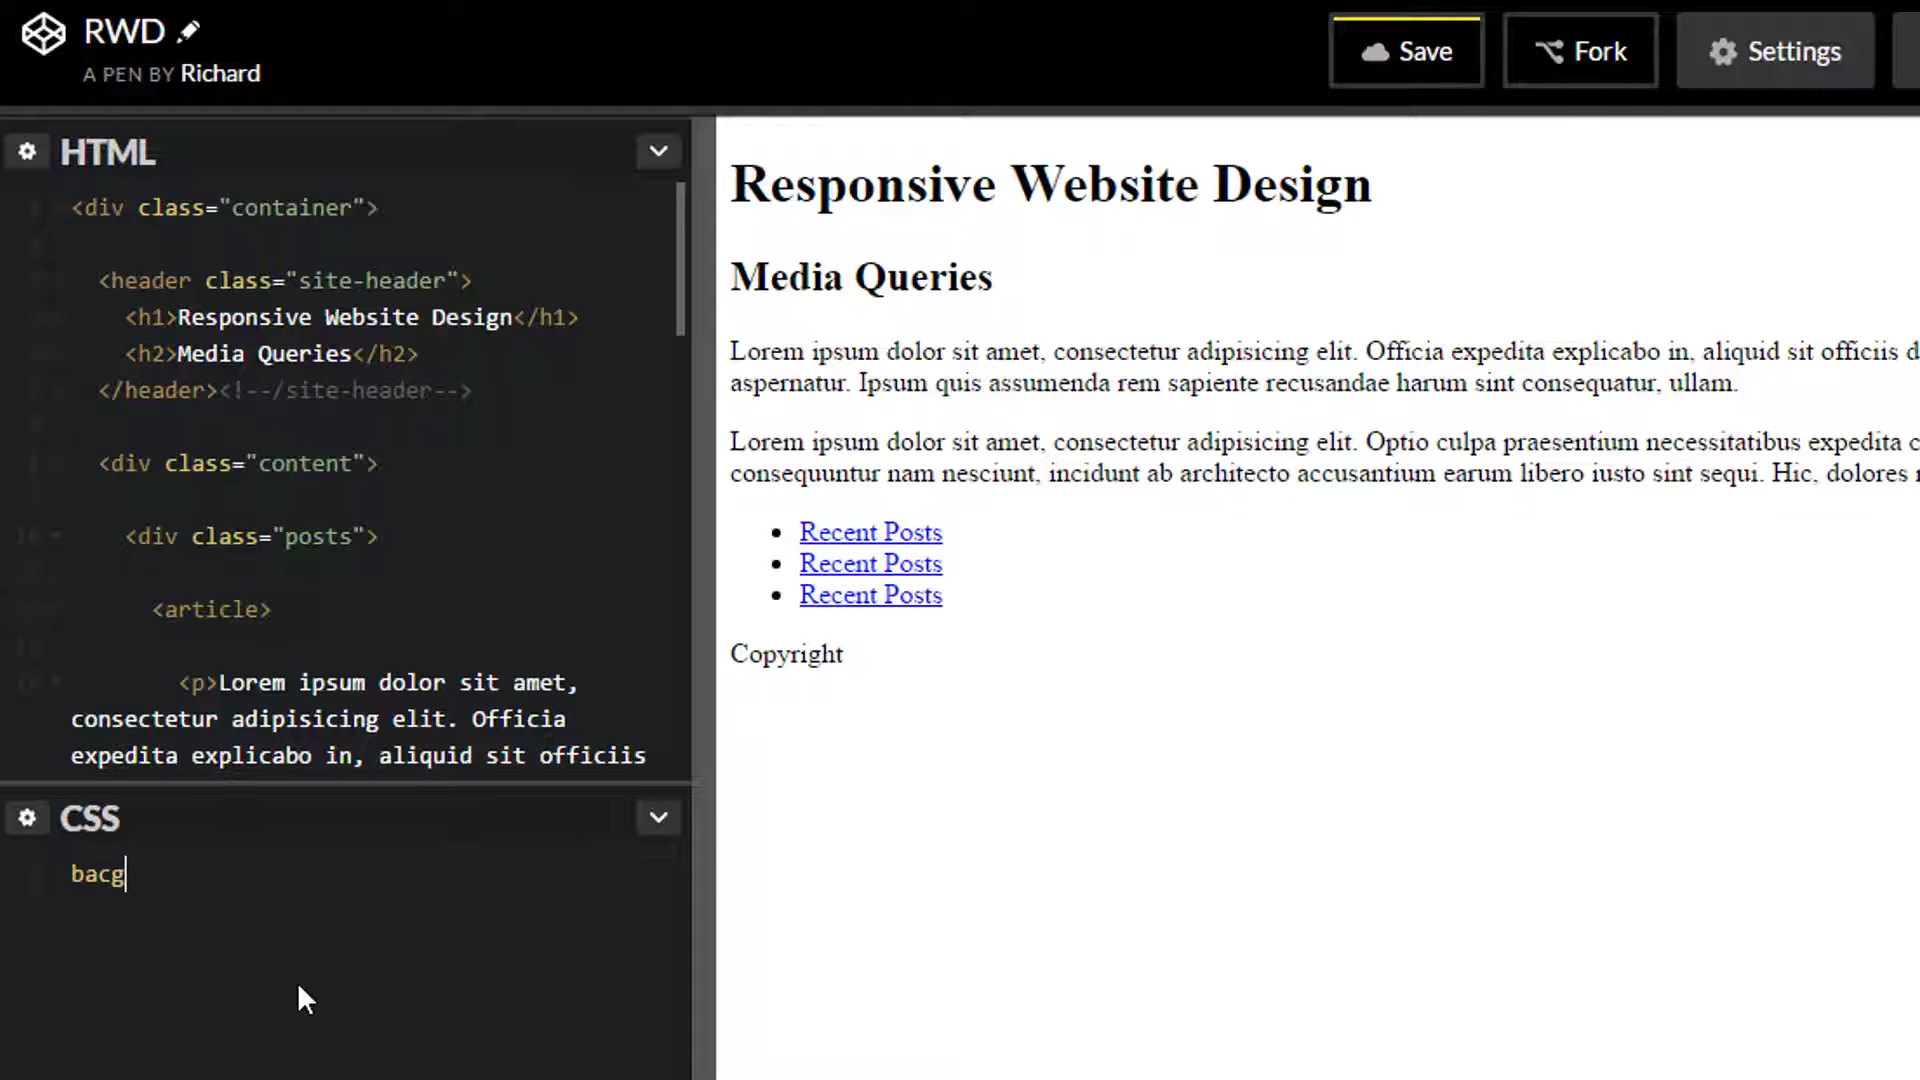 RWD
A PEN BY Richard
Save
Fork
Settings
HTML
<div class="container">
<header class="site-header">
<h1>Responsive Website Design</h1>
<h2>Media Queries</h2>
</header><!--/site-header-->
<div class="content">
<div class="posts">
<article>
<p>Lorem ipsum dolor sit amet,
consectetur adipisicing elit. Officia
expedita explicabo in, aliquid sit officiis
CSS
bacg
Responsive Website Design
Media Queries
Lorem ipsum dolor sit amet, consectetur adipisicing elit. Officia expedita explicabo in, aliquid sit officiis
aspernatur. Ipsum quis assumenda rem sapiente recusandae harum sint consequatur, ullam.
Lorem ipsum dolor sit amet, consectetur adipisicing elit. Optio culpa praesentium necessitatibus expedita
consequuntur nam nesciunt, incidunt ab architecto accusantium earum libero iusto sint sequi. Hic, dolores
Recent Posts
Recent Posts
Recent Posts
Copyright